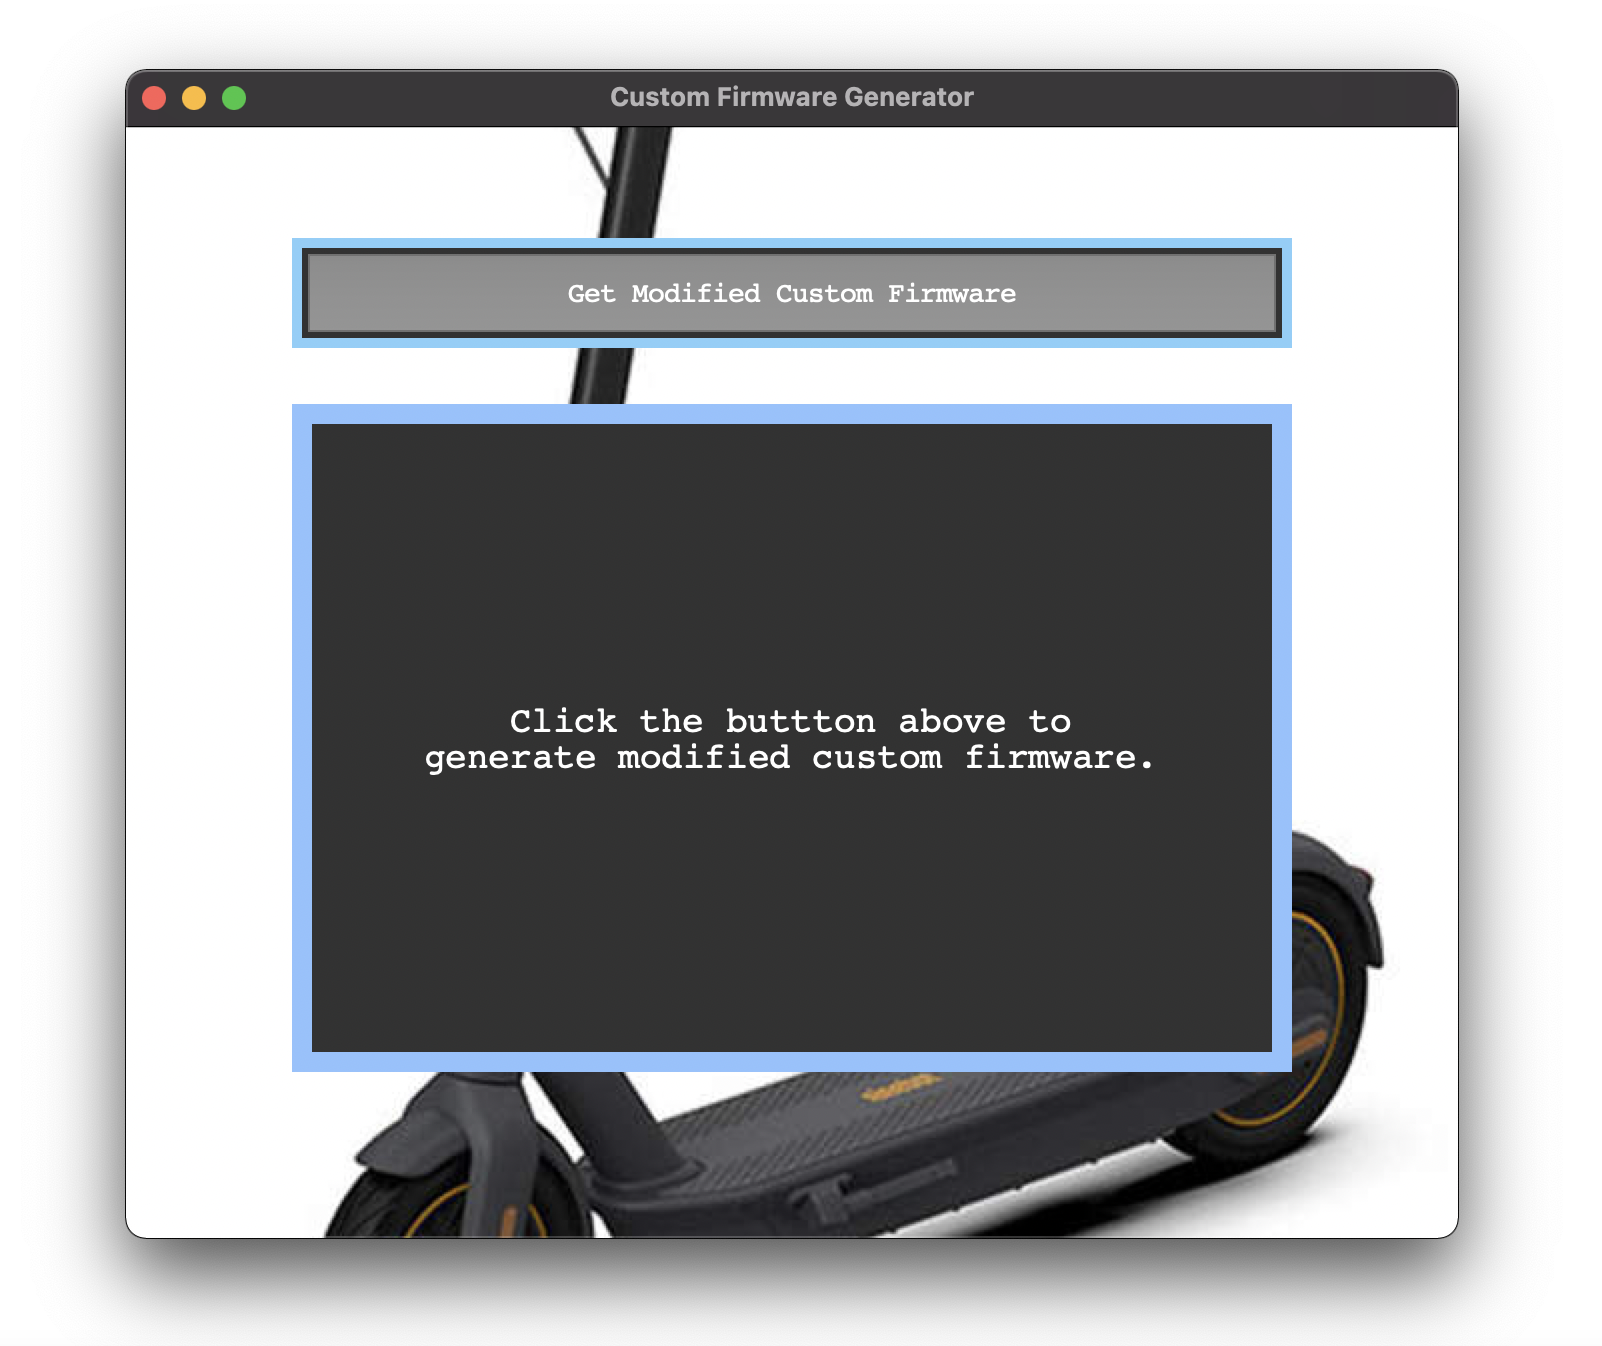 Custom Firmware Generator
Get Modified Custom Firmware
Click the buttton above to
generate modified custom firmware.